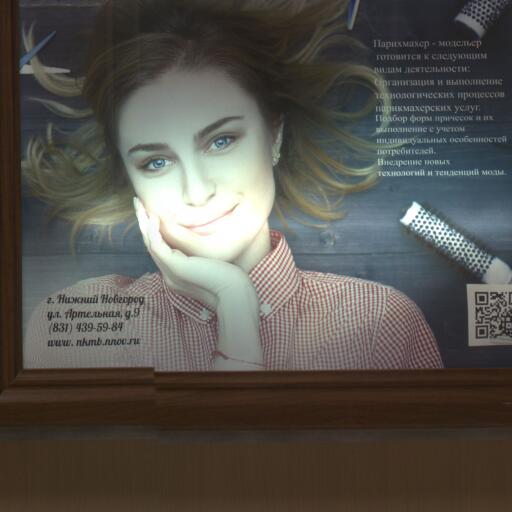 Парихмахер - модельер
готовится к следующим
видам деятельности:
Организация и выполнение
технологических процессов
парикмахерских услуг.
Подбор форм причесок и их
выполнение с учетом
индивидуальных особенностей
потребителей.
Внедрение новых
технологий и тенденций моды.
г. Нижний Новгород
ул. Артельная, д.9
(831) 439-59-84
www. nkmb.nnov.ru